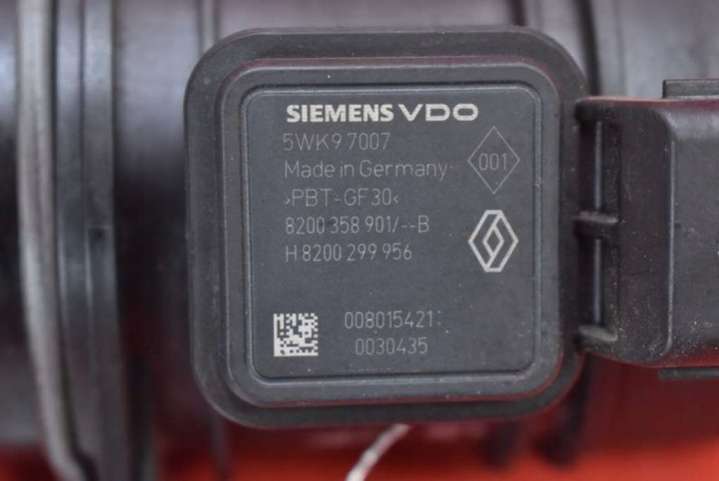 SIEMENS VDO
5WK9 7007
Made in Germany
001
>PBT-GF30<
8200 358 901/--B
H 8200 299 956
008015421:
0030435